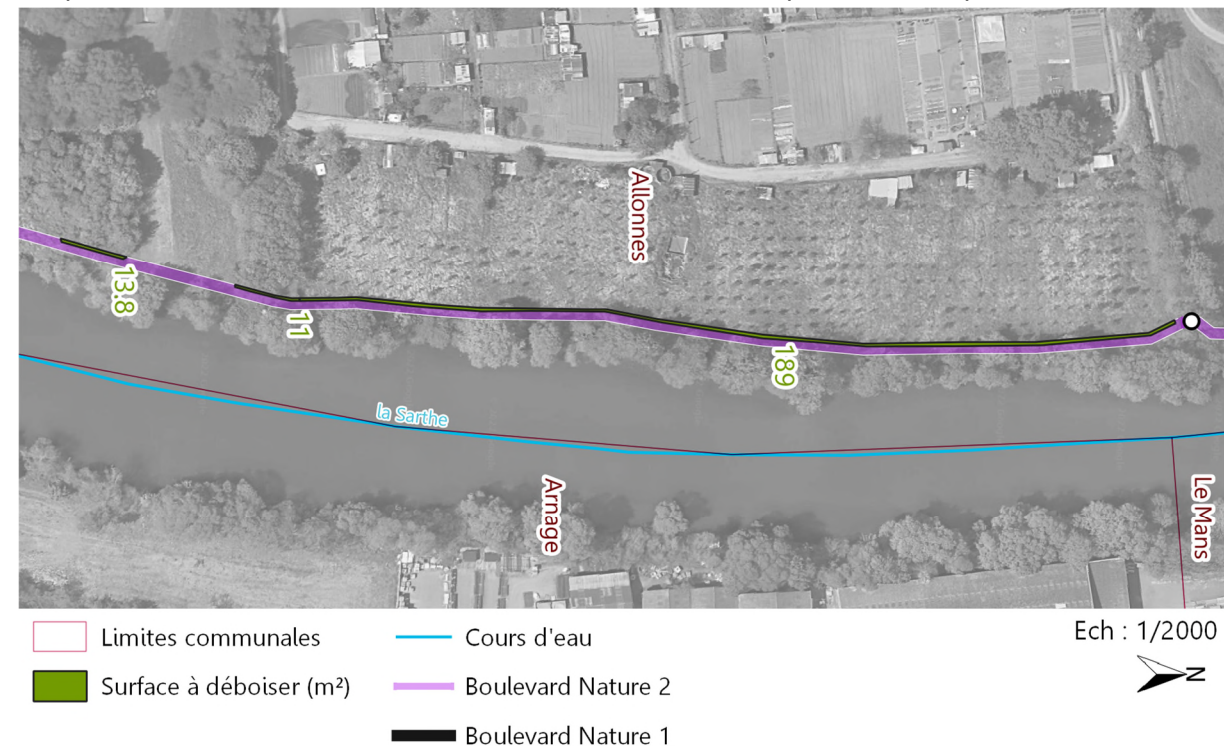 Allonnes
13.8
11
189
la Sarthe
Arnage
Le Mans
Limites communales
Surface à déboiser (m²)
Cours d'eau
Boulevard Nature 2
Boulevard Nature 1
Ech : 1/2000
N